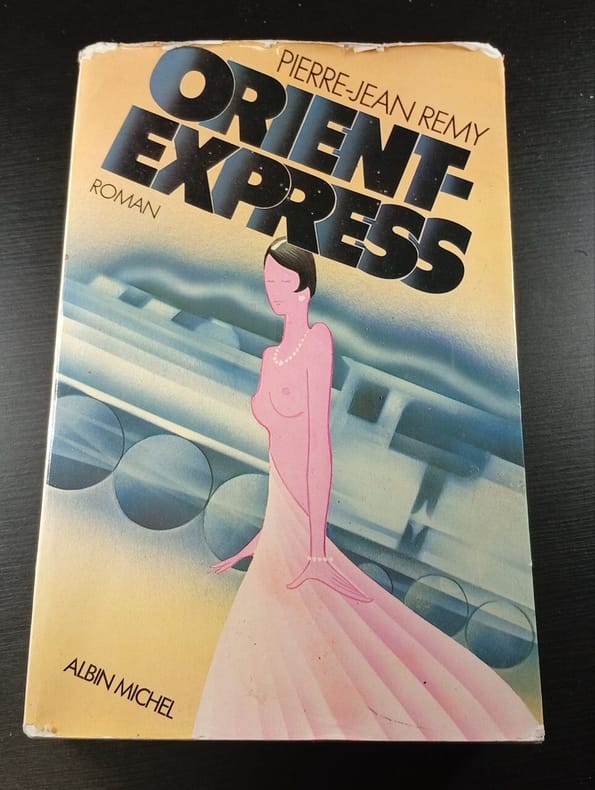 PIERRE-JEAN REMY
ORIENT-
EXPRESS
ROMAN
ALBIN MICHEL